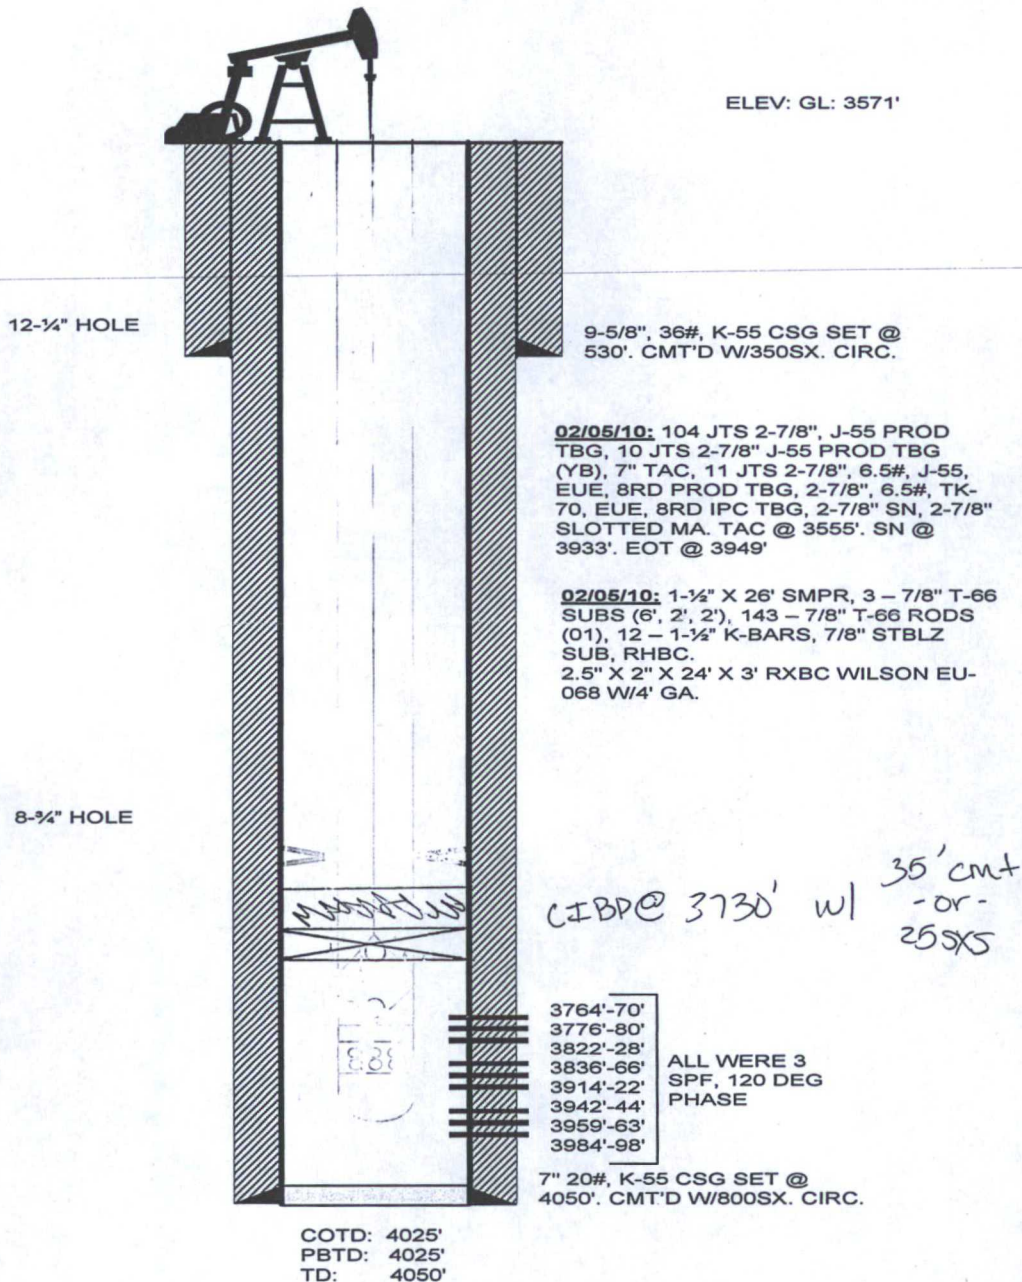 ELEV: GL: 3571'
12-¼" HOLE
9-5/8", 36#, K-55 CSG SET @
530'. CMT'D W/350SX. CIRC.
02/05/10: 104 JTS 2-7/8", J-55 PROD
TBG, 10 JTS 2-7/8" J-55 PROD TBG
(YB), 7" TAC, 11 JTS 2-7/8", 6.5#, J-55,
EUE, 8RD PROD TBG, 2-7/8", 6.5#, TK-
70, EUE, 8RD IPC TBG, 2-7/8" SN, 2-7/8"
SLOTTED MA. TAC @ 3555'. SN @
3933'. EOT @ 3949'
02/05/10: 1-½" X 26' SMPR, 3 – 7/8" T-66
SUBS (6', 2', 2'), 143 – 7/8" T-66 RODS
(01), 12 – 1-½" K-BARS, 7/8" STBLZ
SUB, RHBC.
2.5" X 2" X 24' X 3' RXBC WILSON EU-
068 W/4' GA.
8-¾" HOLE
CIBP@ 3730' w/ 35' cmt
-or-
25sxs
3764'-70'
3776'-80'
3822'-28'
3836'-66'
3914'-22'
3942'-44'
3959'-63'
3984'-98'
ALL WERE 3
SPF, 120 DEG
PHASE
7" 20#, K-55 CSG SET @
4050'. CMT'D W/800SX. CIRC.
COTD: 4025'
PBTD: 4025'
TD: 4050'